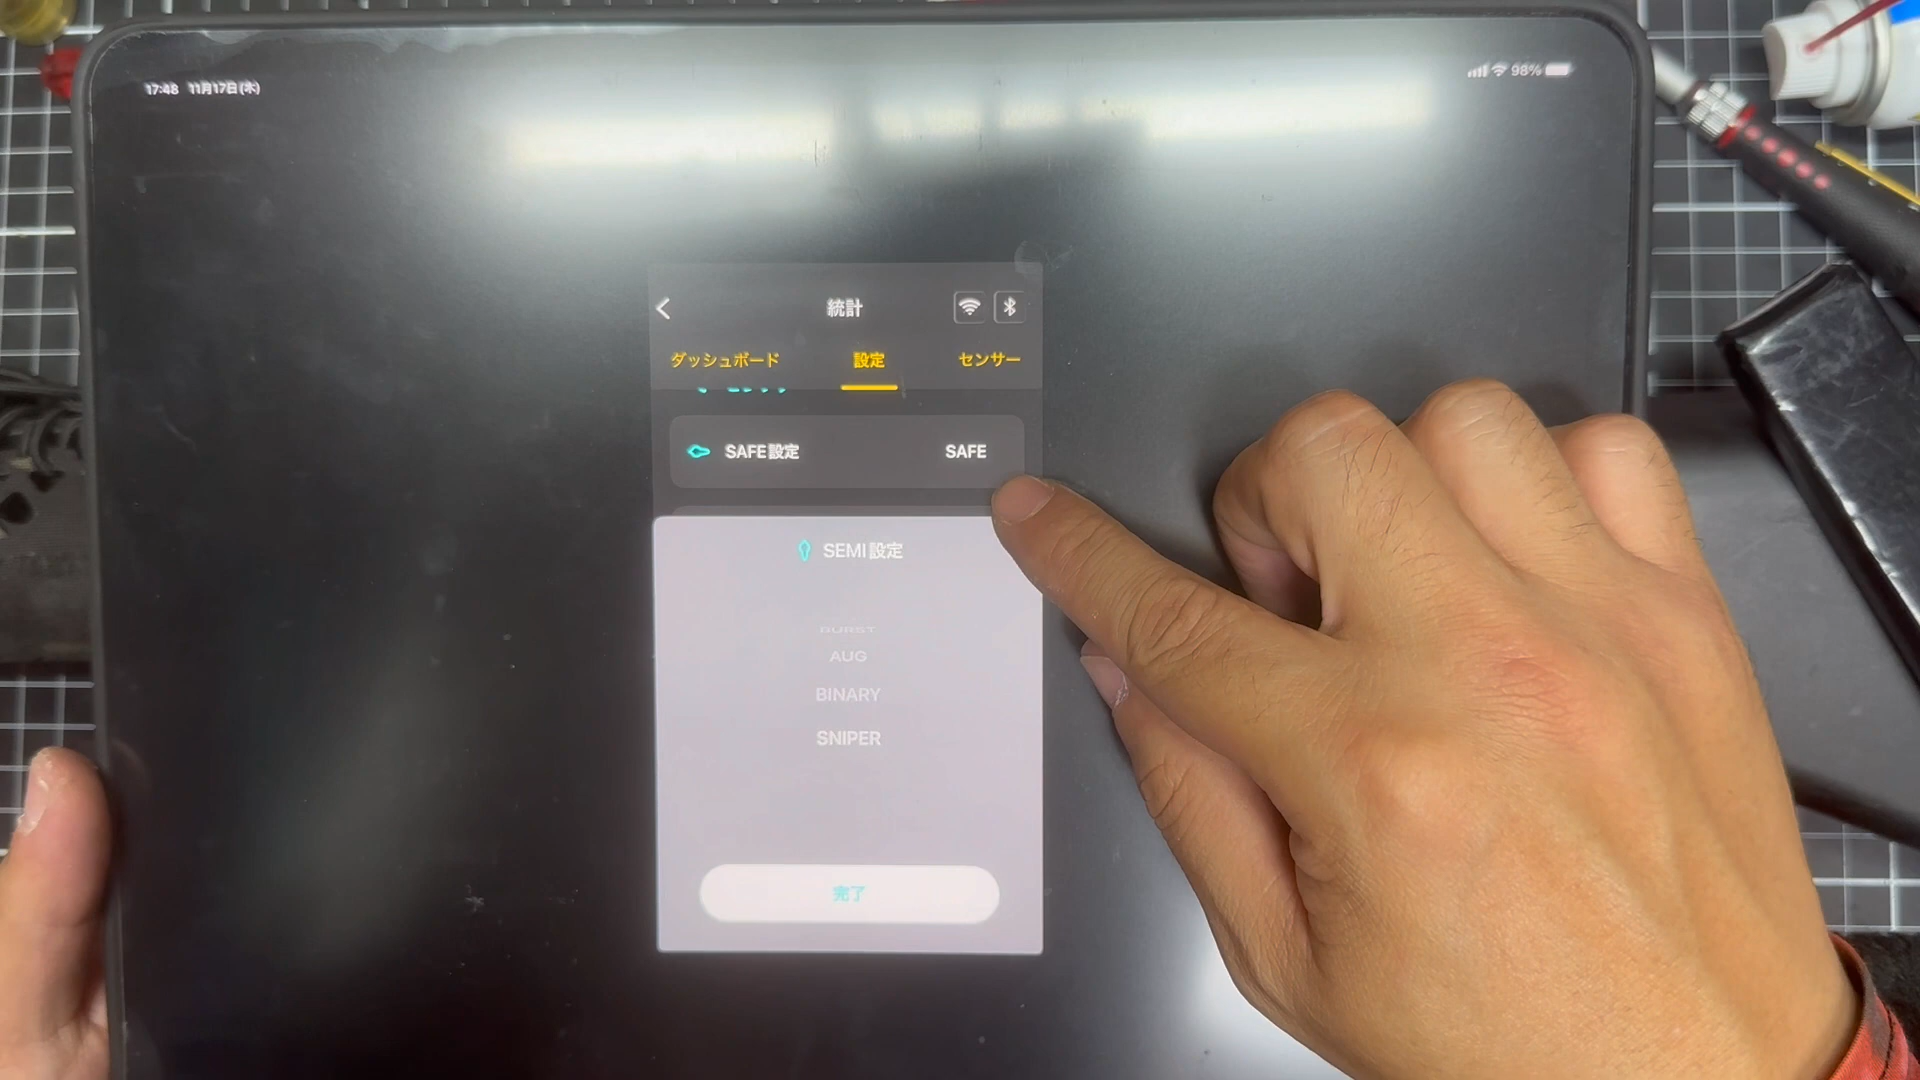 17:48 11月17日(木)
98%
統計
ダッシュボード 設定 センサー
SAFE設定 SAFE
SEMI設定
BURST
AUG
BINARY
SNIPER
完了